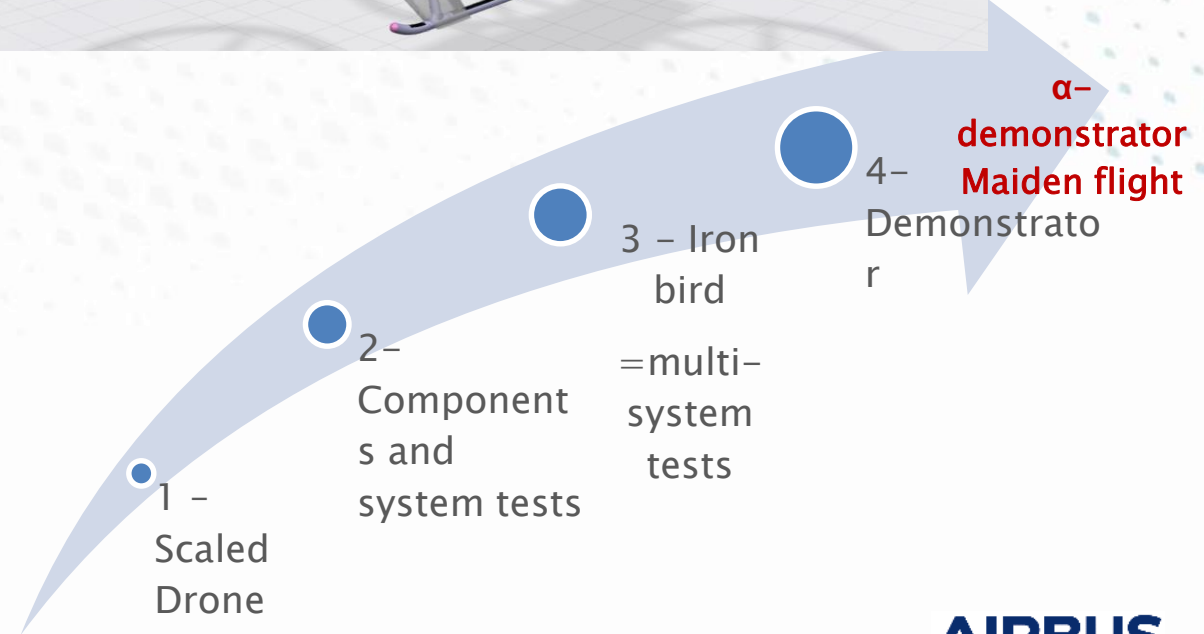 1 –
Scaled
Drone
2–
Component
s and
system tests
3 – Iron
bird
=multi–
system
tests
4–
Demonstrato
r
α–
demonstrator
Maiden flight
AIRBUS